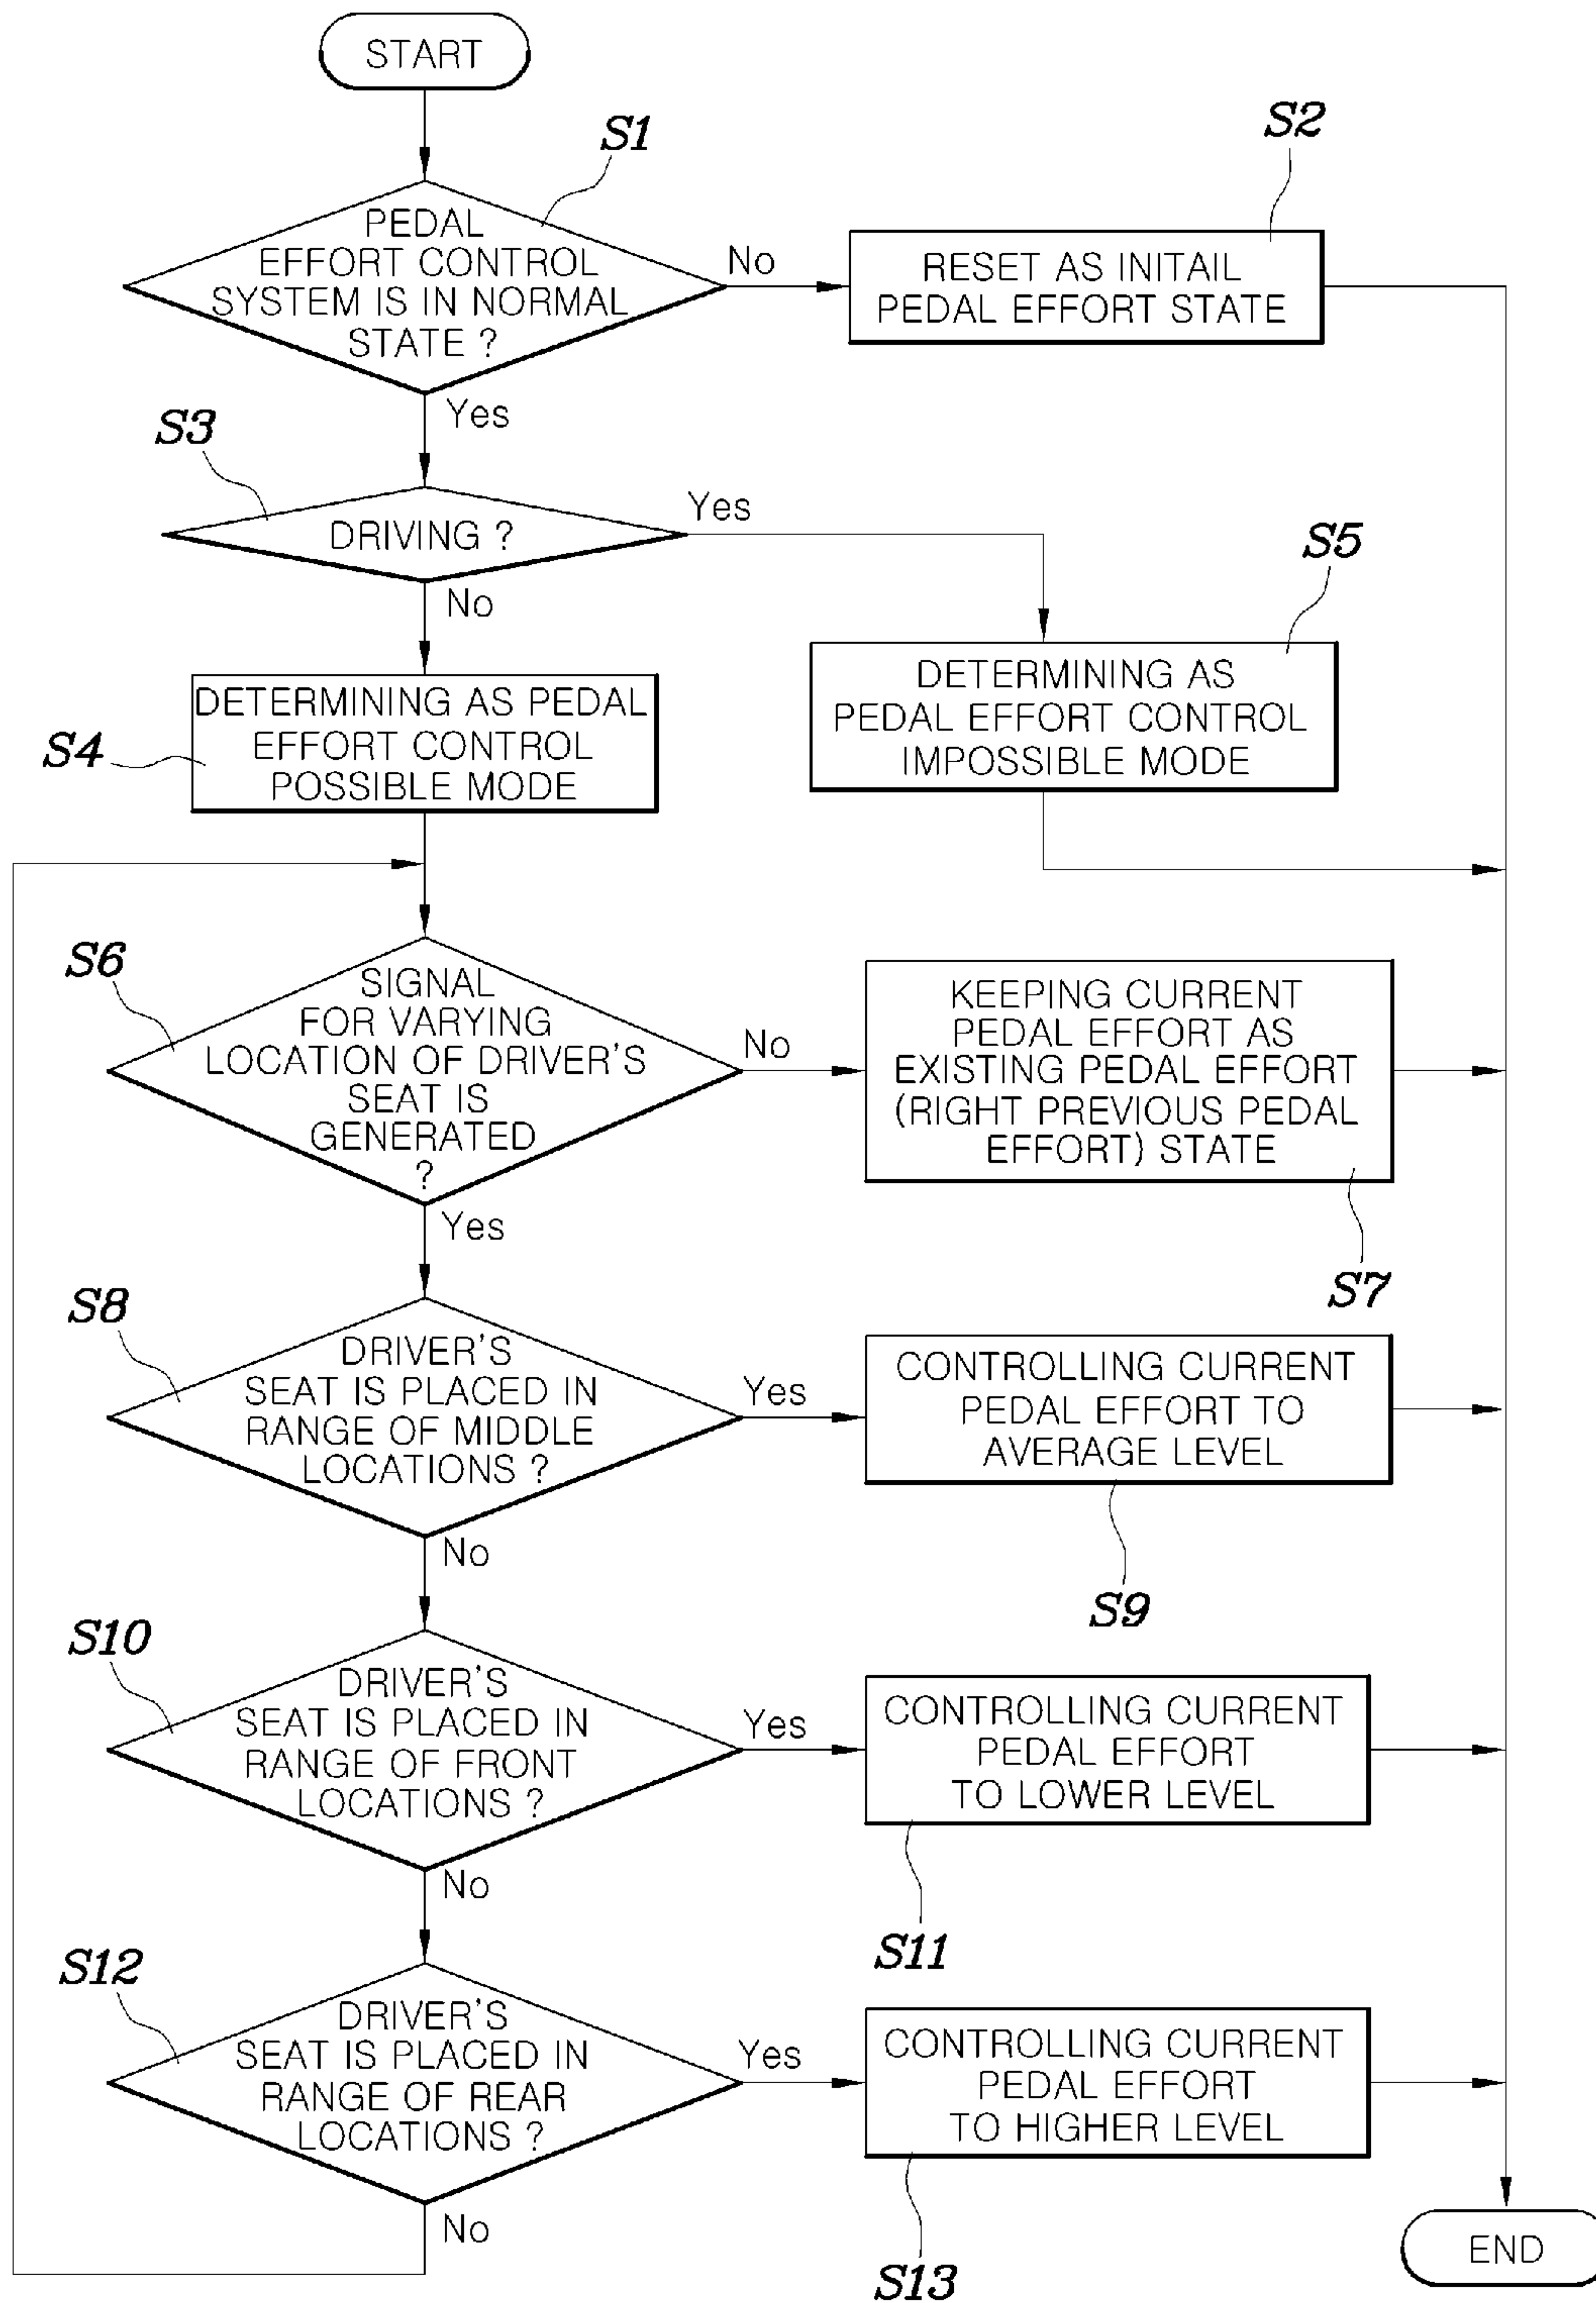 START
S1
S2
PEDAL
EFFORT CONTROL
SYSTEM IS IN NORMAL
STATE ?
No
RESET AS INITAIL
PEDAL EFFORT STATE
Yes
S3
DRIVING ?
Yes
No
S5
S4
DETERMINING AS PEDAL
EFFORT CONTROL
POSSIBLE MODE
DETERMINING AS
PEDAL EFFORT CONTROL
IMPOSSIBLE MODE
S6
SIGNAL
FOR VARYING
LOCATION OF DRIVER'S
SEAT IS
GENERATED
?
No
KEEPING CURRENT
PEDAL EFFORT AS
EXISTING PEDAL EFFORT
(RIGHT PREVIOUS PEDAL
EFFORT) STATE
Yes
S7
S8
DRIVER'S
SEAT IS PLACED IN
RANGE OF MIDDLE
LOCATIONS ?
Yes
CONTROLLING CURRENT
PEDAL EFFORT TO
AVERAGE LEVEL
No
S9
S10
DRIVER'S
SEAT IS PLACED IN
RANGE OF FRONT
LOCATIONS ?
Yes
CONTROLLING CURRENT
PEDAL EFFORT
TO LOWER LEVEL
No
S11
S12
DRIVER'S
SEAT IS PLACED IN
RANGE OF REAR
LOCATIONS ?
Yes
CONTROLLING CURRENT
PEDAL EFFORT
TO HIGHER LEVEL
No
S13
END